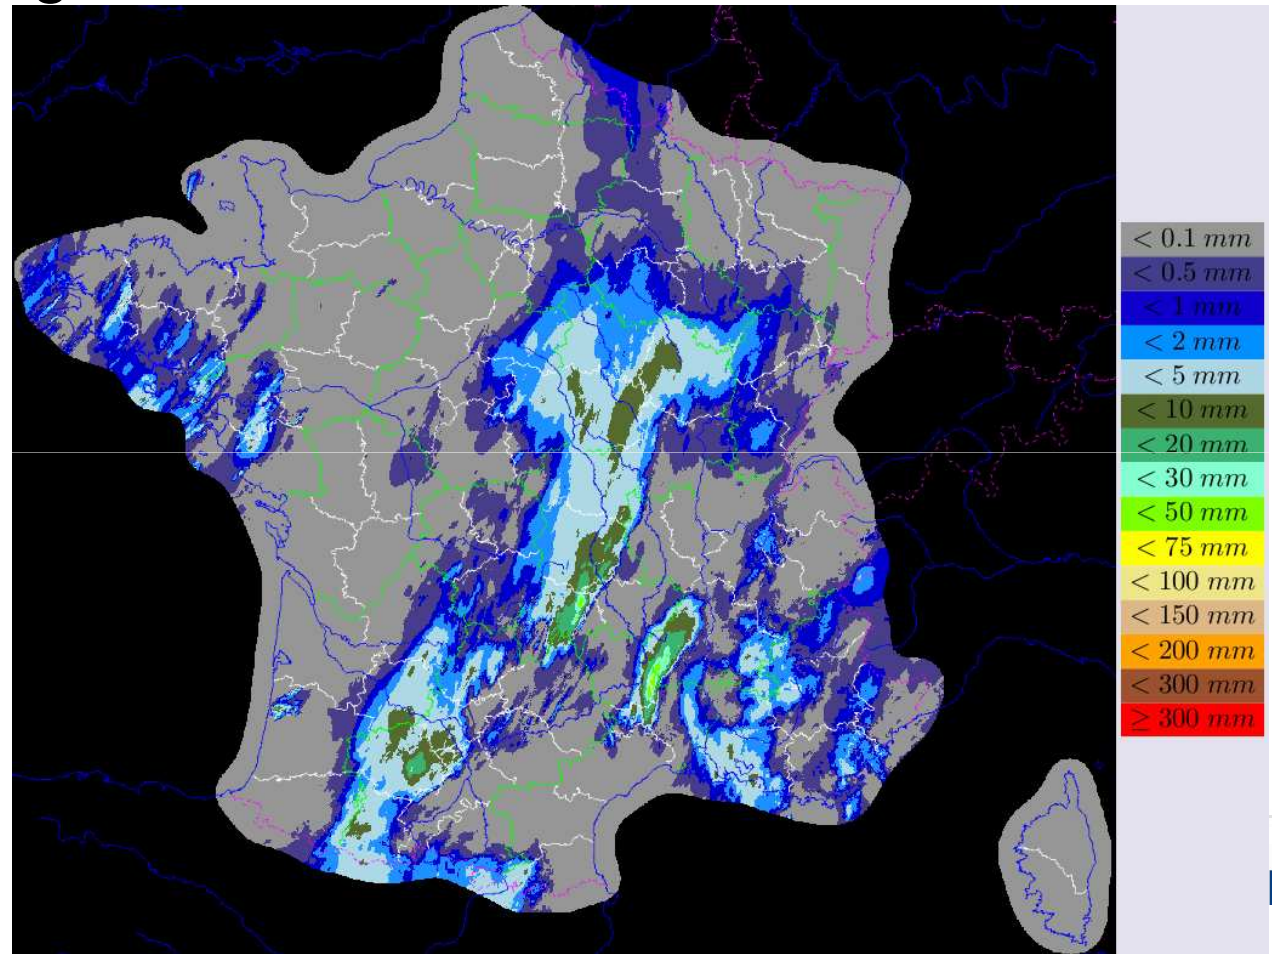 < 0.1 mm
< 0.5 mm
< 1 mm
< 2 mm
< 5 mm
< 10 mm
< 20 mm
< 30 mm
< 50 mm
< 75 mm
< 100 mm
< 150 mm
< 200 mm
< 300 mm
≥ 300 mm